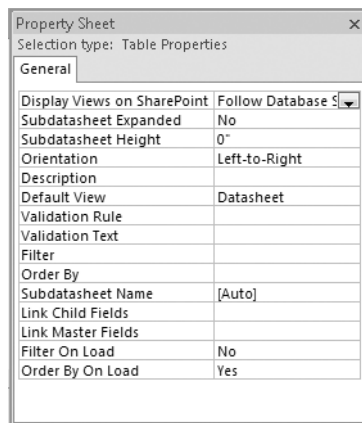 Property Sheet ×
Selection type: Table Properties
General
Display Views on SharePoint Follow Database S
Subdatasheet Expanded No
Subdatasheet Height 0"
Orientation Left-to-Right
Description
Default View Datasheet
Validation Rule
Validation Text
Filter
Order By
Subdatasheet Name [Auto]
Link Child Fields
Link Master Fields
Filter On Load No
Order By On Load Yes